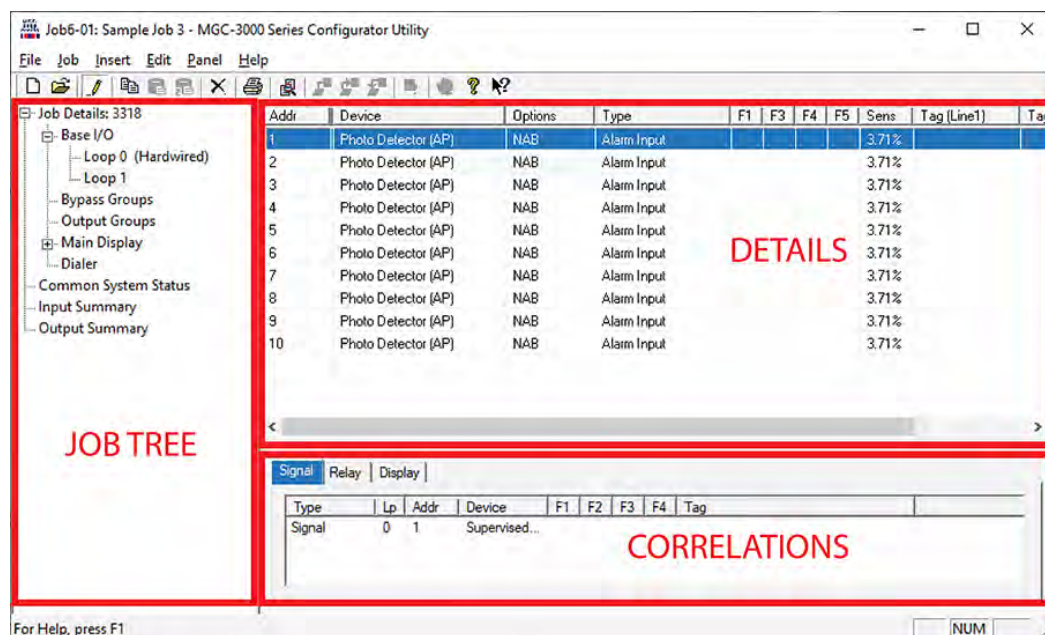 Job6-01: Sample Job 3 - MGC-3000 Series Configurator Utility
File Job Insert Edit Panel Help
Job Details: 3318
Base I/O
Loop 0 (Hardwired)
Loop 1
Bypass Groups
Output Groups
Main Display
Dialer
Common System Status
Input Summary
Output Summary
JOB TREE
Addr Device Options Type F1 F3 F4 F5 Sens Tag (Line1) Ta
1 Photo Detector (AP) NAB Alarm Input 3.71%
2 Photo Detector (AP) NAB Alarm Input 3.71%
3 Photo Detector (AP) NAB Alarm Input 3.71%
4 Photo Detector (AP) NAB Alarm Input 3.71%
5 Photo Detector (AP) NAB Alarm Input 3.71%
6 Photo Detector (AP) NAB Alarm Input 3.71%
7 Photo Detector (AP) NAB Alarm Input 3.71%
8 Photo Detector (AP) NAB Alarm Input 3.71%
9 Photo Detector (AP) NAB Alarm Input 3.71%
10 Photo Detector (AP) NAB Alarm Input 3.71%
DETAILS
Signal Relay Display
Type Lp Addr Device F1 F2 F3 F4 Tag
Signal 0 1 Supervised...
CORRELATIONS
For Help, press F1
NUM